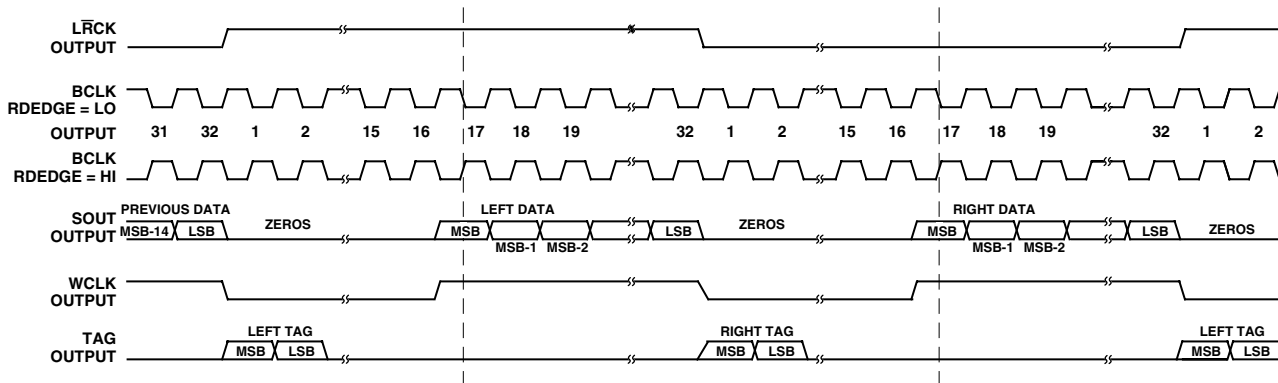 LRCK
OUTPUT
BCLK
RDEDGE = LO
OUTPUT
31 32 1 2 15 16 17 18 19 32 1 2 15 16 17 18 19 32 1 2
BCLK
RDEDGE = HI
SOUT
OUTPUT
PREVIOUS DATA
MSB-14 LSB ZEROS
LEFT DATA
MSB MSB-1 MSB-2 LSB ZEROS
RIGHT DATA
MSB MSB-1 MSB-2 LSB ZEROS
WCLK
OUTPUT
TAG
OUTPUT
LEFT TAG
MSB LSB
RIGHT TAG
MSB LSB
LEFT TAG
MSB LSB